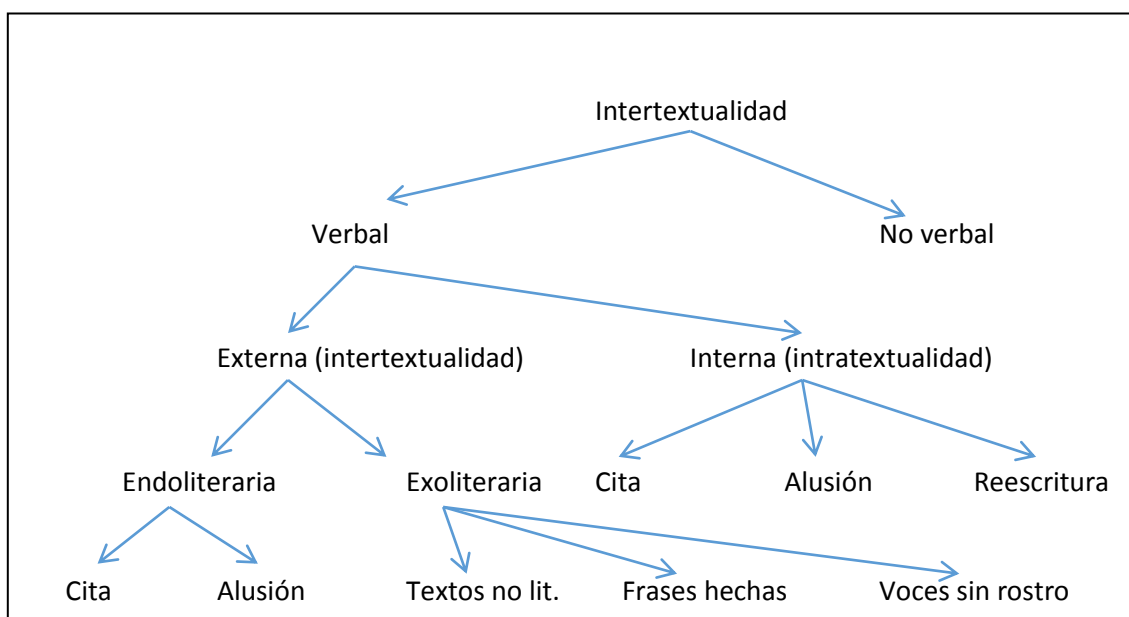 Intertextualidad
Verbal No verbal
Externa (intertextualidad) Interna (intratextualidad)
Endoliteraria Exoliteraria Cita Alusión Reescritura
Cita Alusión Textos no lit. Frases hechas Voces sin rostro